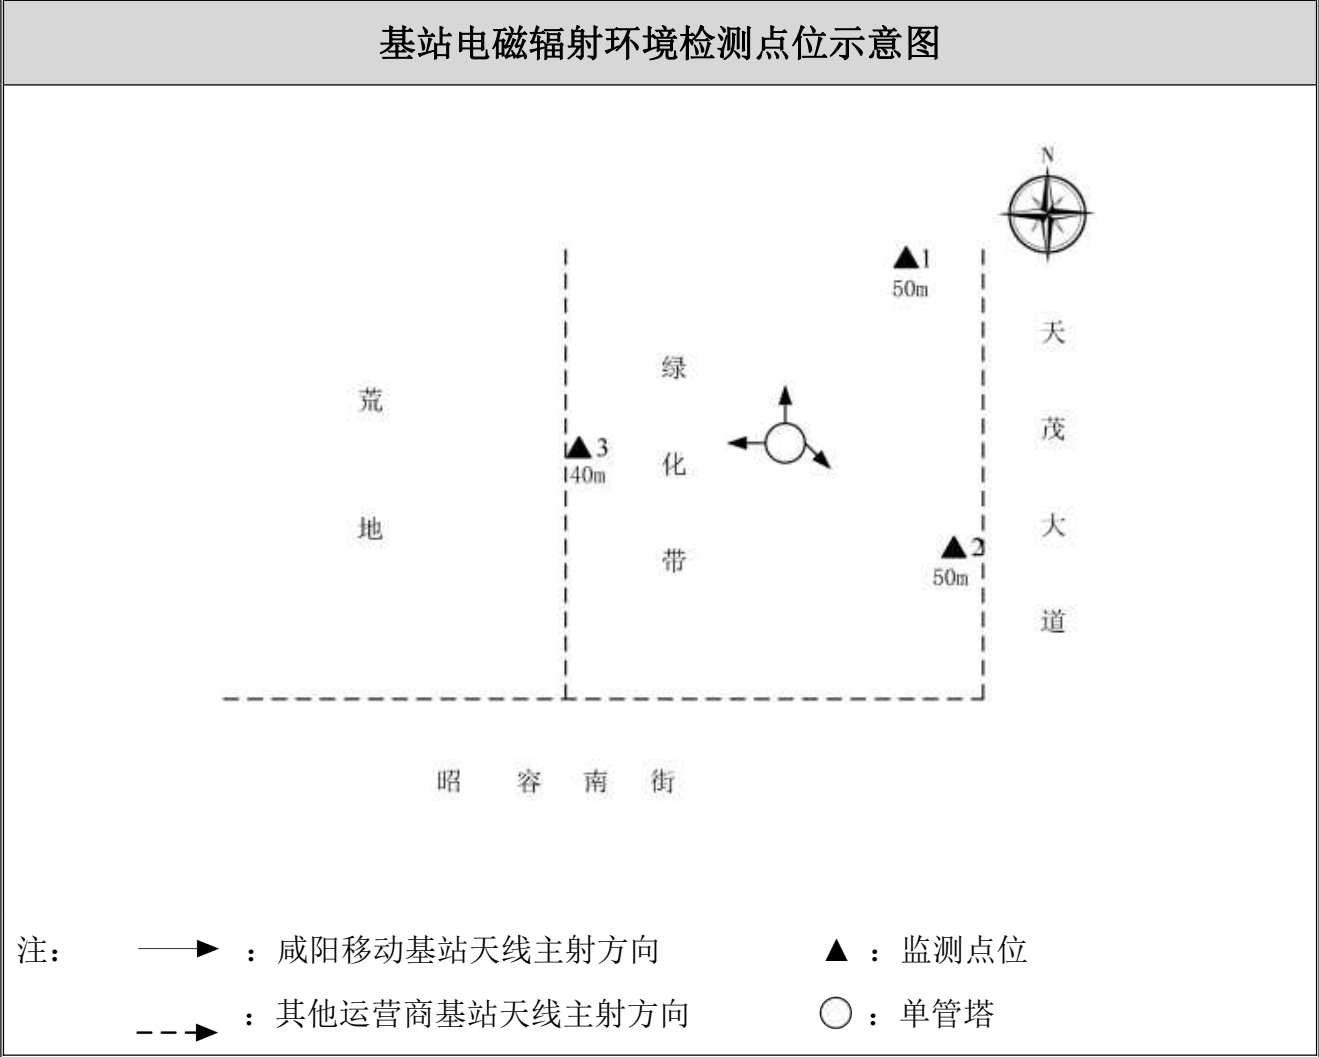 基站电磁辐射环境检测点位示意图
N
1
50m
天茂大道
绿化带
荒地
3
40m
2
50m
昭容南街
注：
：咸阳移动基站天线主射方向
：监测点位
：其他运营商基站天线主射方向
：单管塔